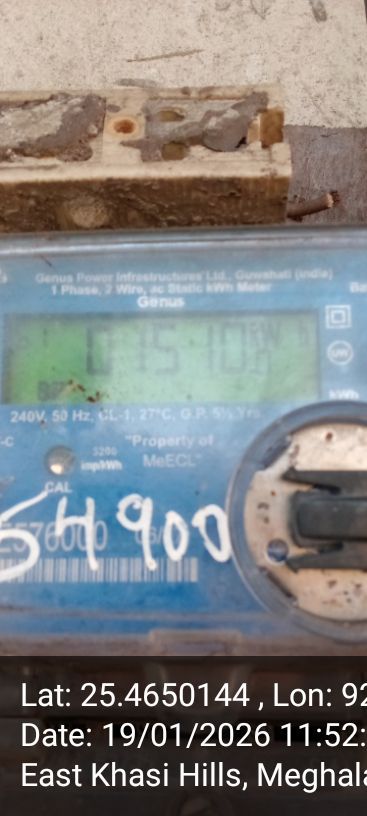 Genus Power Infrastructures Ltd., Guwahati (India)
1 Phase, 2 Wire, ac Static kWh Meter
Genus
kWh
240V, 50 Hz, CL-1, 27°C, G.P. 5½ Yrs.
3200
imp/kWh
"Property of
MeECL"
CAL
Lat: 25.4650144 , Lon: 92
Date: 19/01/2026 11:52:
East Khasi Hills, Meghala